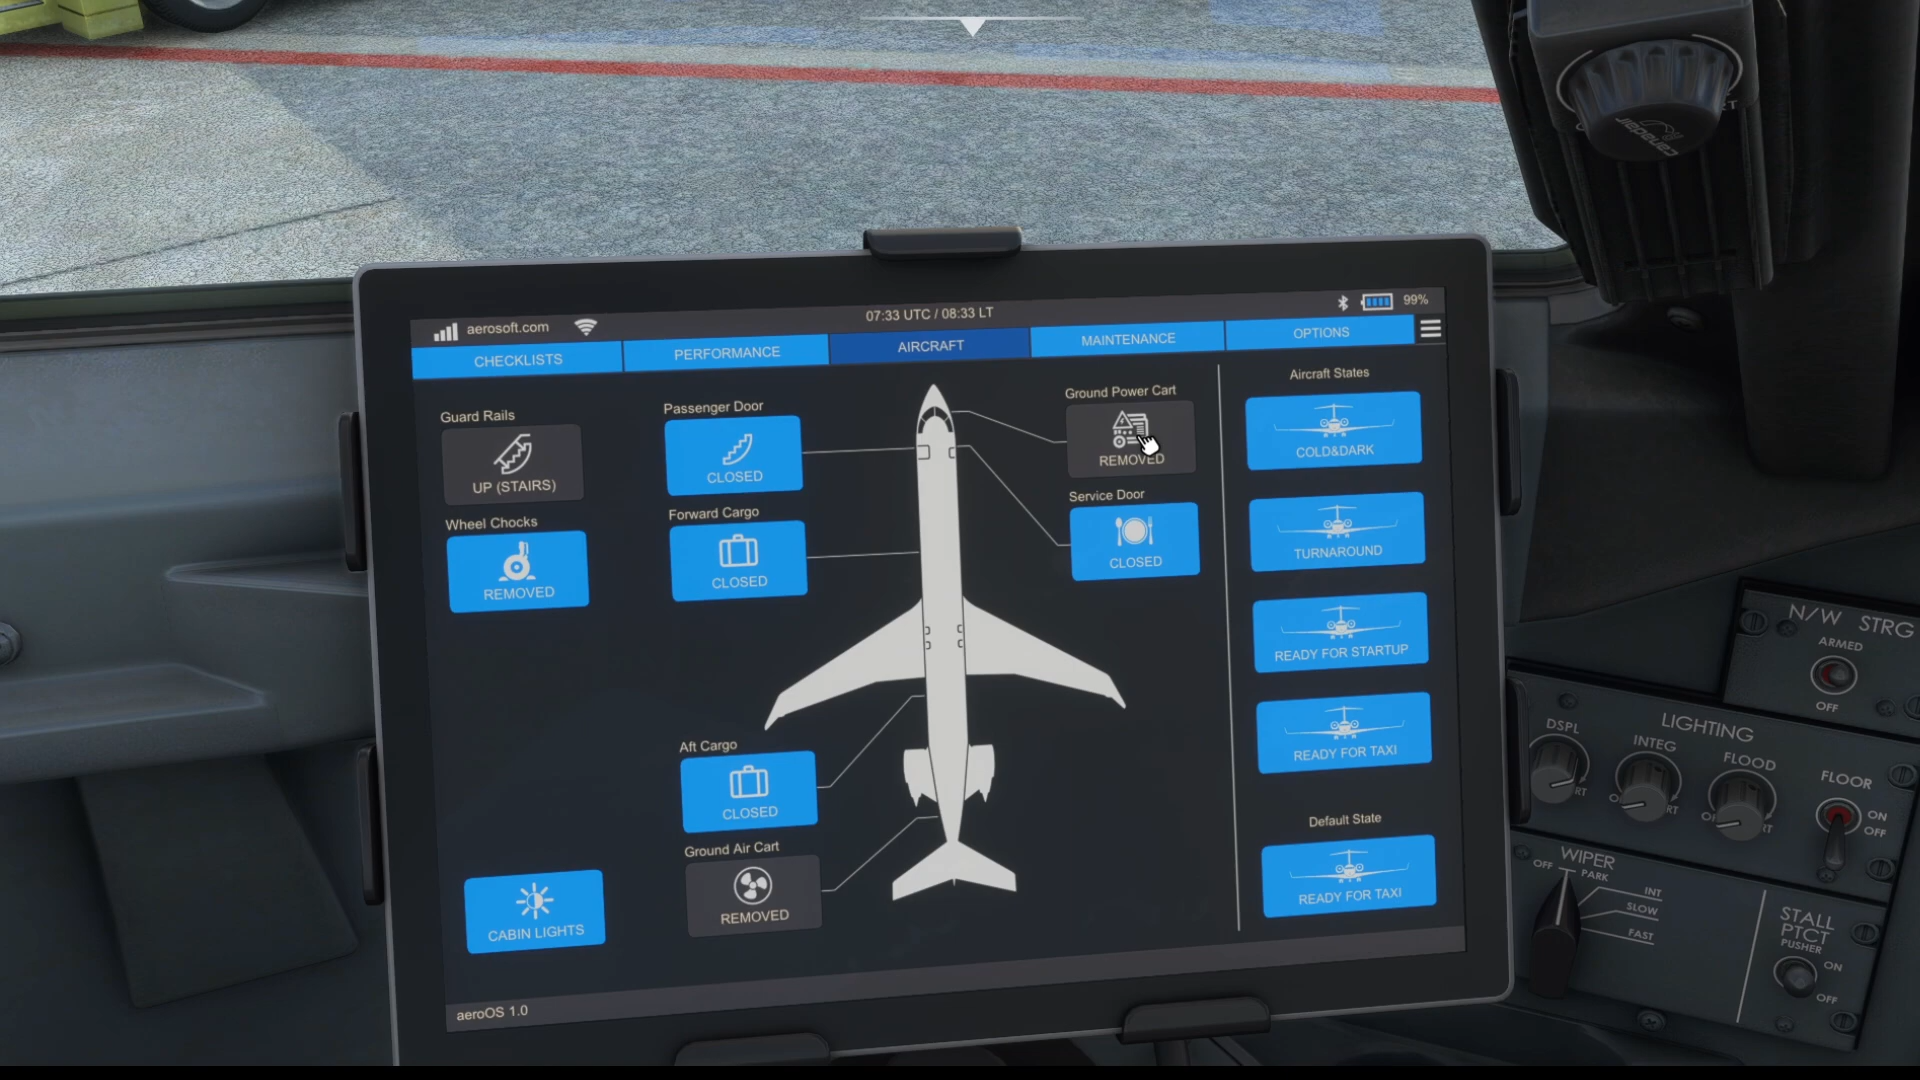 aerosoft.com
07:33 UTC / 08:33 LT
99%
CHECKLISTS
PERFORMANCE
AIRCRAFT
MAINTENANCE
OPTIONS
Guard Rails
UP (STAIRS)
Wheel Chocks
REMOVED
Passenger Door
CLOSED
Forward Cargo
CLOSED
Ground Power Cart
REMOVED
Service Door
CLOSED
Aft Cargo
CLOSED
Ground Air Cart
REMOVED
CABIN LIGHTS
Aircraft States
COLD&DARK
TURNAROUND
READY FOR STARTUP
READY FOR TAXI
Default State
READY FOR TAXI
aeroOS 1.0
Canadair
N/W STRG
ARMED
OFF
LIGHTING
DSPL
INTEG
FLOOD
FLOOR
ON
OFF
WIPER
OFF
PARK
INT
SLOW
FAST
STALL
PTCT
PUSHER
ON
OFF